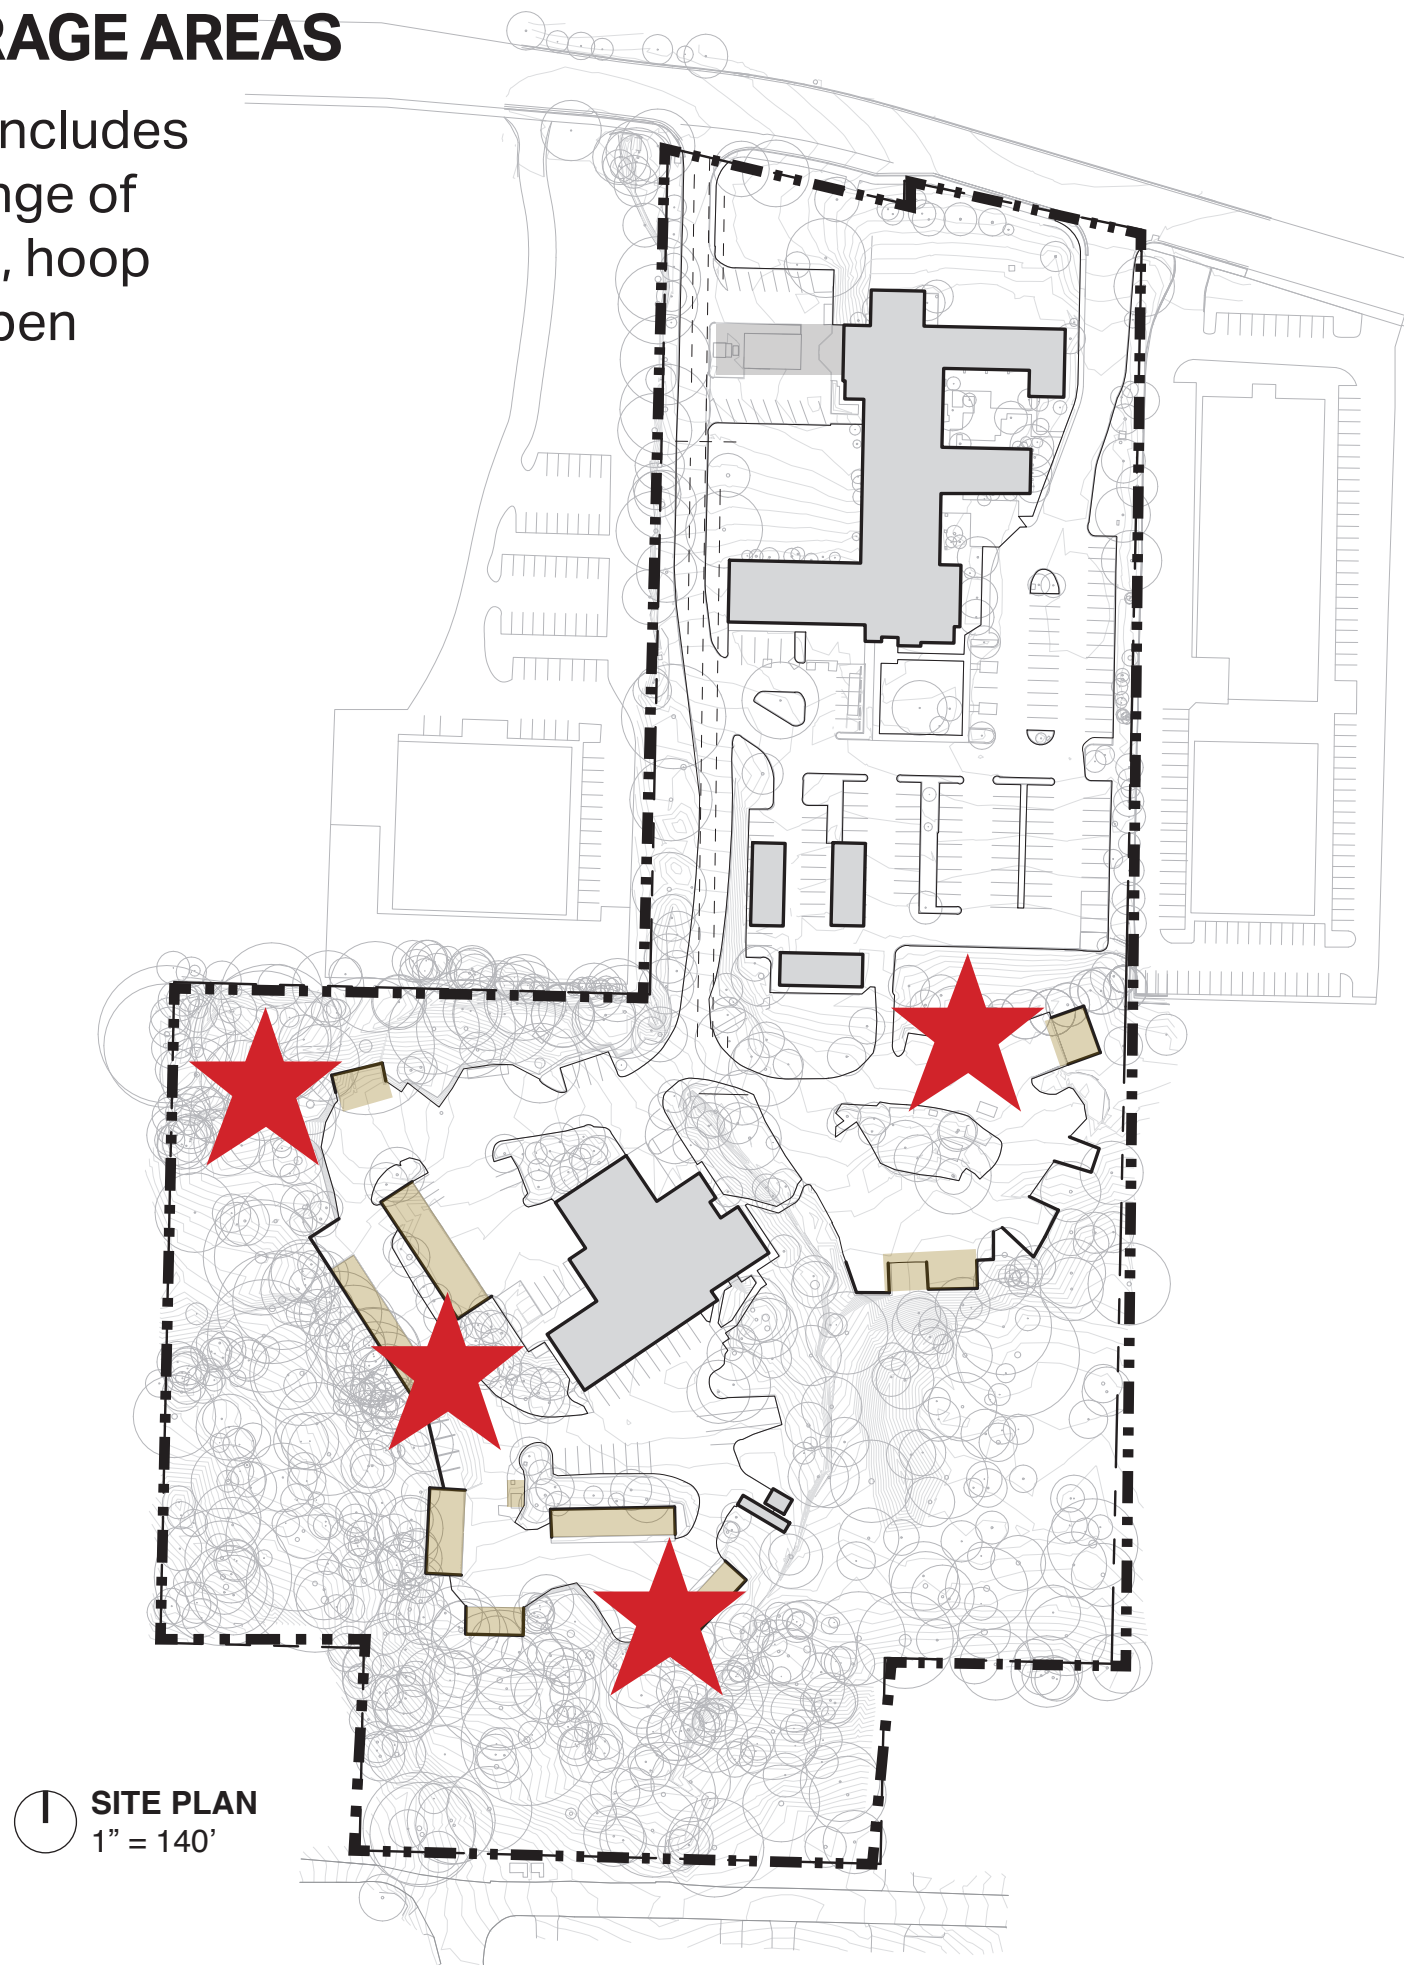 RAGE AREAS
ncludes
nge of
, hoop
pen
SITE PLAN
1” = 140’